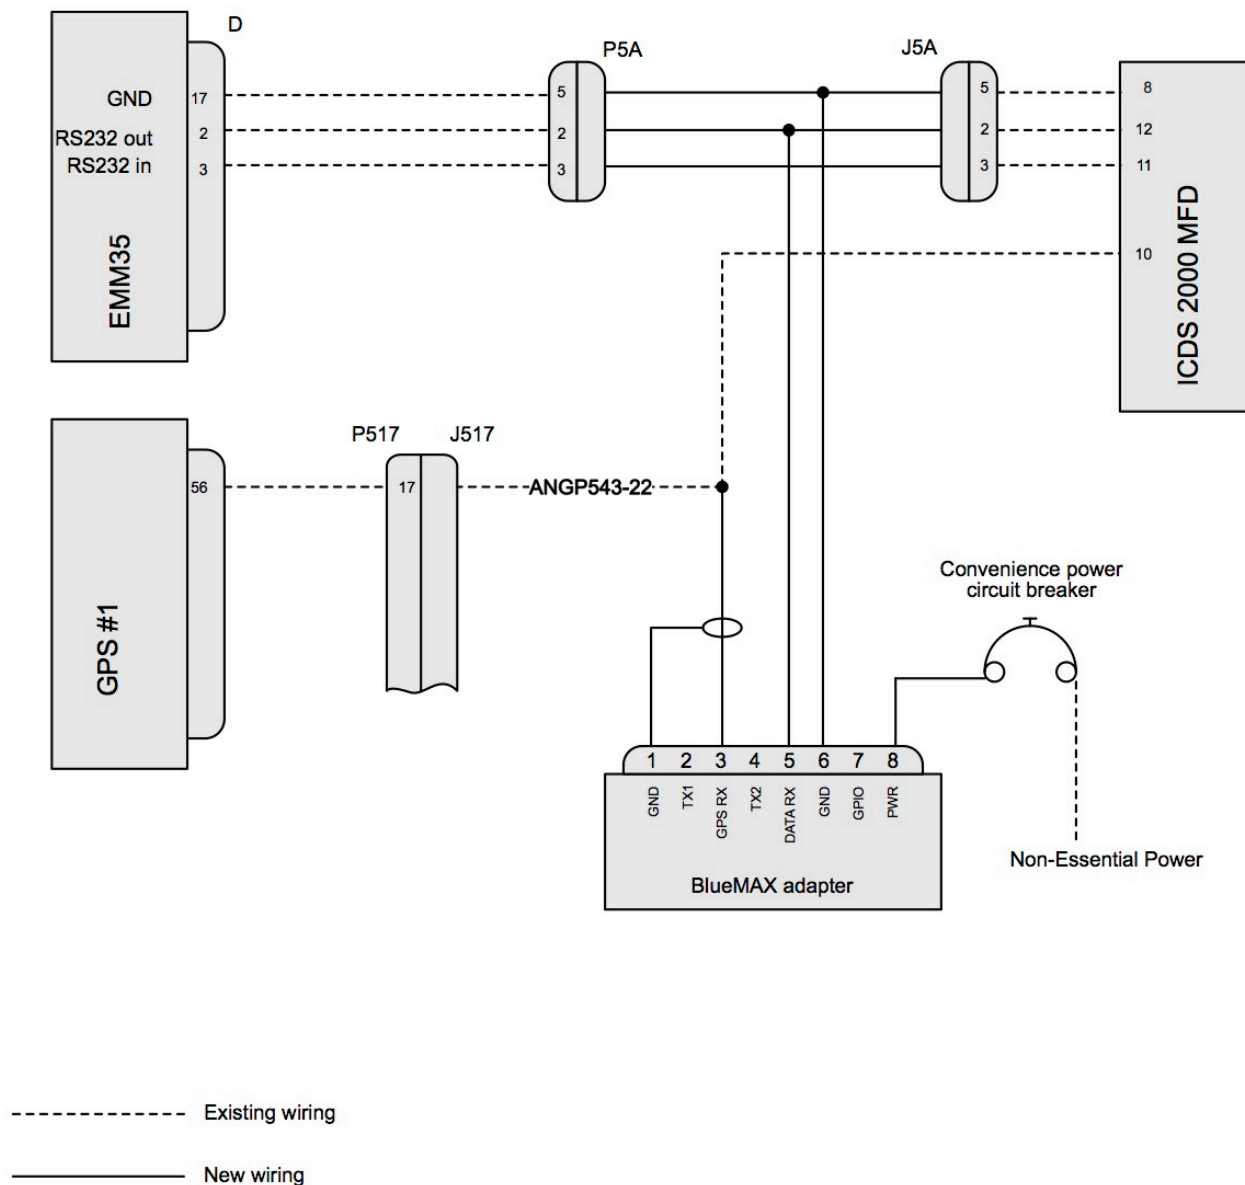 D
P5A
J5A
GND 17 5 5 8
RS232 out 2 2 2 12
RS232 in 3 3 3 11
10
EMM35
ICDS 2000 MFD
P517 J517
56 17 ANGP543-22
GPS #1
Convenience power
circuit breaker
1 2 3 4 5 6 7 8
GND TX1 GPS RX TX2 DATA RX GND GPIO PWR
BlueMAX adapter
Non-Essential Power
Existing wiring
New wiring